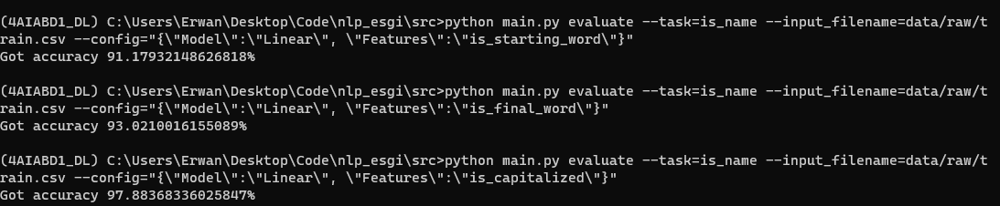 (4AIABD1_DL) C:\Users\Erwan\Desktop\Code\nlp_esgi\src>python main.py evaluate --task=is_name --input_filename=data/raw/t
rain.csv --config="{\"Model\":\"Linear\", \"Features\":\"is_starting_word\"}"
Got accuracy 91.17932148626818%
(4AIABD1_DL) C:\Users\Erwan\Desktop\Code\nlp_esgi\src>python main.py evaluate --task=is_name --input_filename=data/raw/t
rain.csv --config="{\"Model\":\"Linear\", \"Features\":\"is_final_word\"}"
Got accuracy 93.0210016155089%
(4AIABD1_DL) C:\Users\Erwan\Desktop\Code\nlp_esgi\src>python main.py evaluate --task=is_name --input_filename=data/raw/t
rain.csv --config="{\"Model\":\"Linear\", \"Features\":\"is_capitalized\"}"
Got accuracy 97.88368336025847%